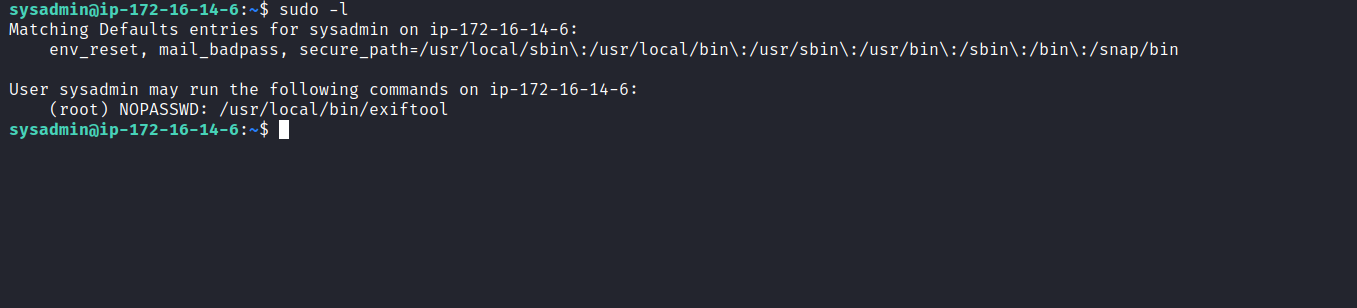 sysadmin@ip-172-16-14-6:~$ sudo -l
Matching Defaults entries for sysadmin on ip-172-16-14-6:
    env_reset, mail_badpass, secure_path=/usr/local/sbin\:/usr/local/bin\:/usr/sbin\:/usr/bin\:/sbin\:/bin\:/snap/bin

User sysadmin may run the following commands on ip-172-16-14-6:
    (root) NOPASSWD: /usr/local/bin/exiftool
sysadmin@ip-172-16-14-6:~$